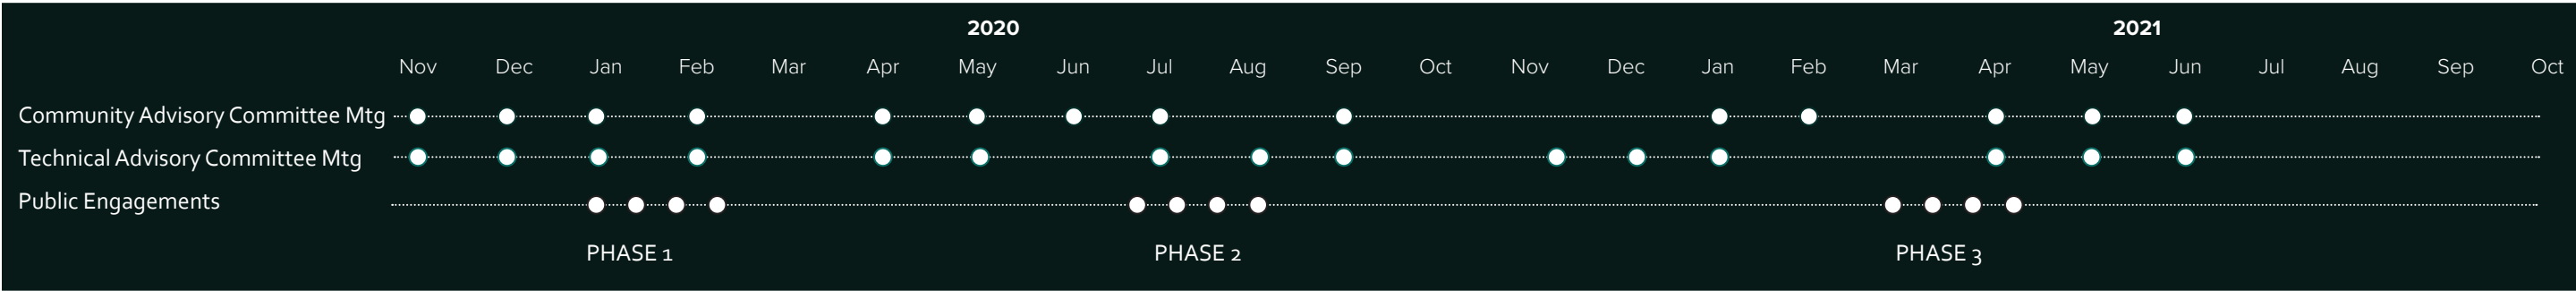 2020 2021
Nov Dec Jan Feb Mar Apr May Jun Jul Aug Sep Oct Nov Dec Jan Feb Mar Apr May Jun Jul Aug Sep Oct
Community Advisory Committee Mtg
Technical Advisory Committee Mtg
Public Engagements
PHASE 1 PHASE 2 PHASE 3